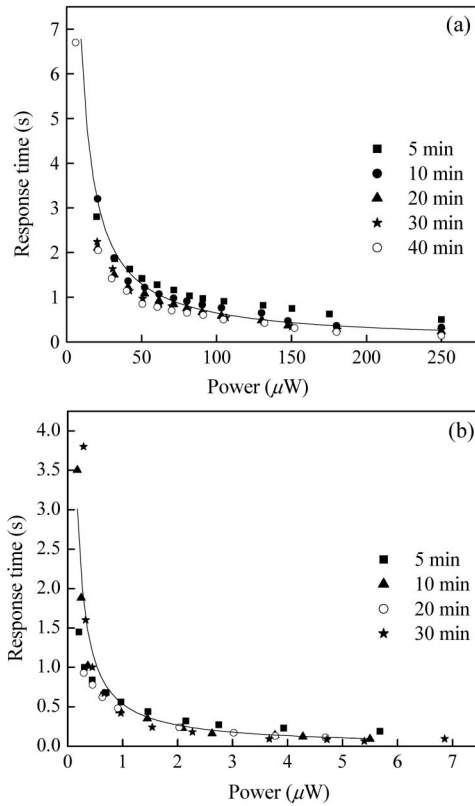 (a)
7
6
5
4
3
2
1
0
Response time (s)
5 min
10 min
20 min
30 min
40 min
0 50 100 150 200 250
Power (μW)
(b)
4.0
3.5
3.0
2.5
2.0
1.5
1.0
0.5
0.0
Response time (s)
5 min
10 min
20 min
30 min
0 1 2 3 4 5 6 7
Power (μW)